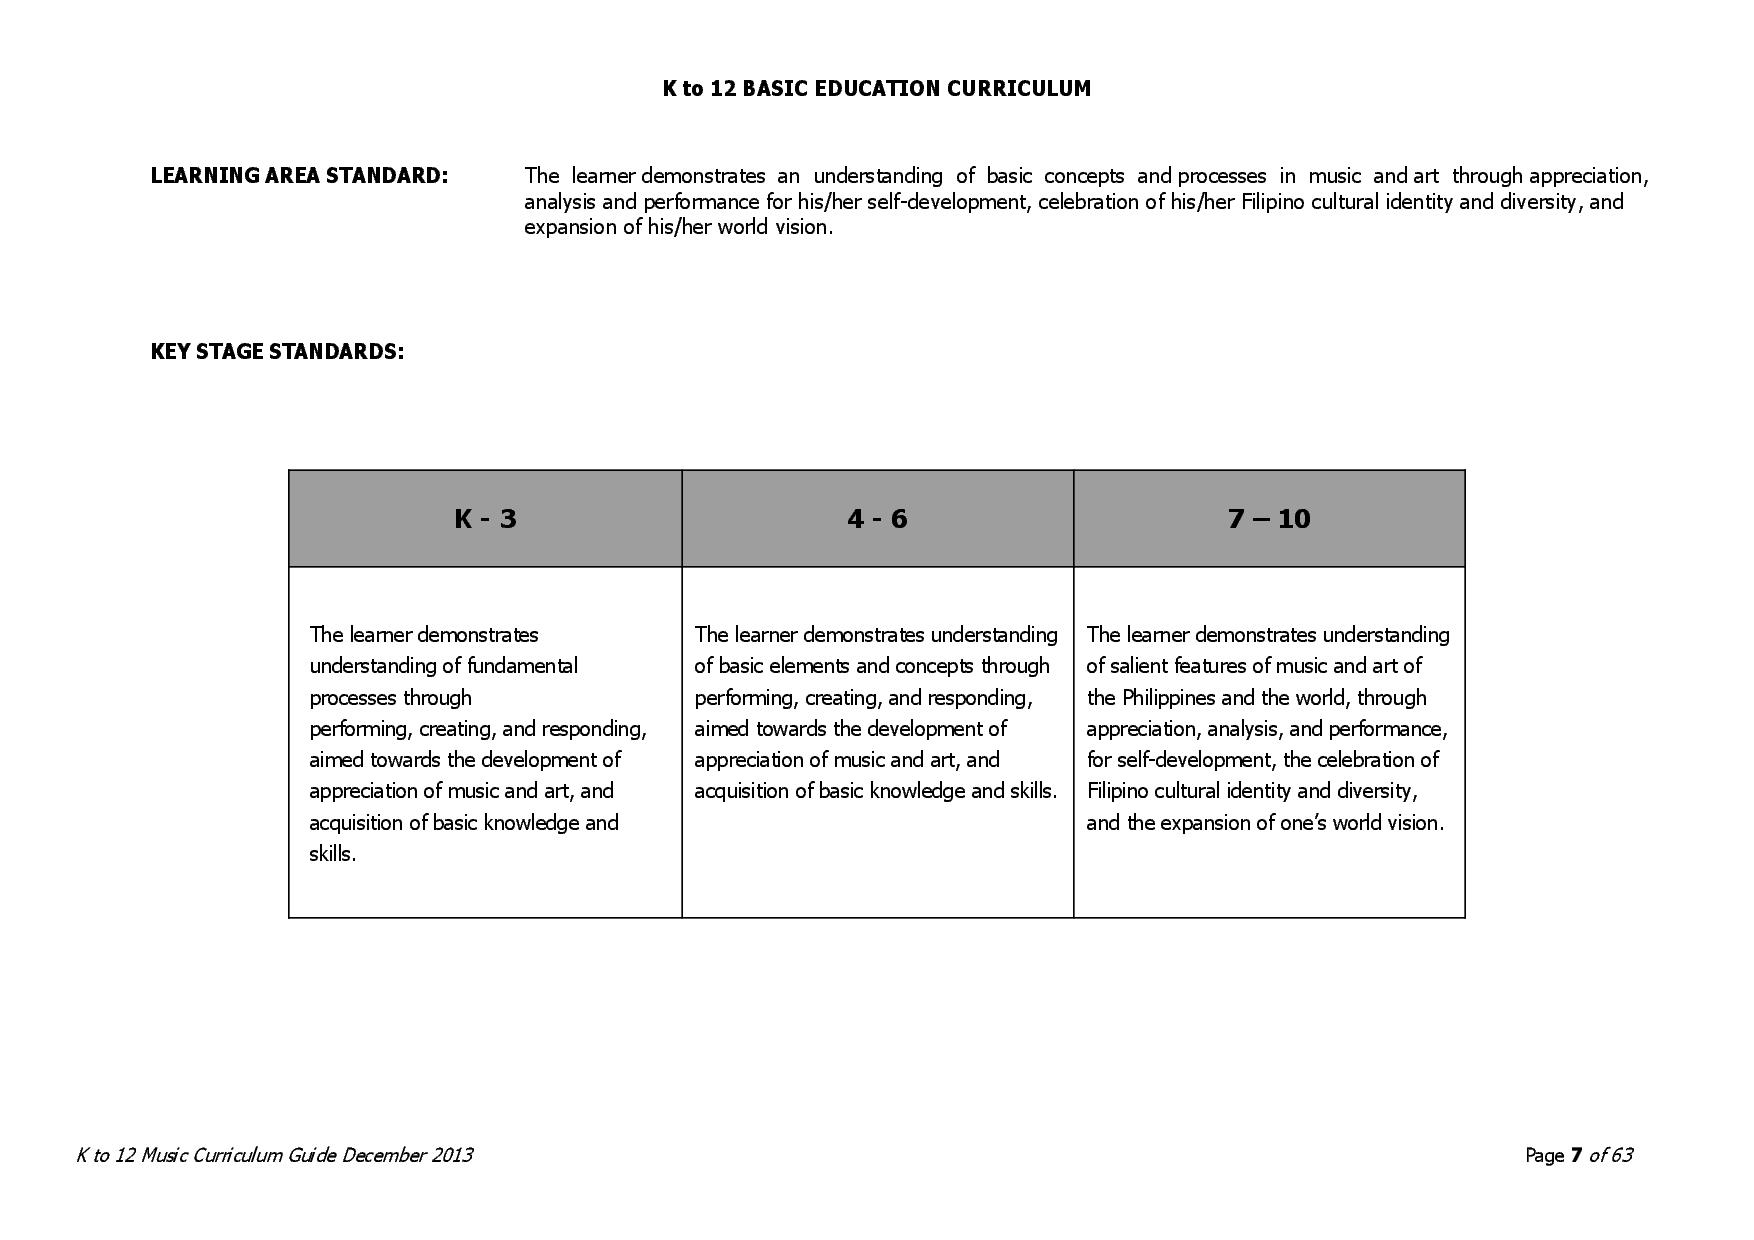 K to 12 BASIC EDUCATION CURRICULUM
LEARNING AREA STANDARD:
The learner demonstrates an understanding of basic concepts and processes in music and art through appreciation,
analysis and performance for his/her self-development, celebration of his/her Filipino cultural identity and diversity, and
expansion of his/her world vision.
KEY STAGE STANDARDS:
K - 3
4 - 6
7 – 10
The learner demonstrates
understanding of fundamental
processes through
performing, creating, and responding,
aimed towards the development of
appreciation of music and art, and
acquisition of basic knowledge and
skills.
The learner demonstrates understanding
of basic elements and concepts through
performing, creating, and responding,
aimed towards the development of
appreciation of music and art, and
acquisition of basic knowledge and skills.
The learner demonstrates understanding
of salient features of music and art of
the Philippines and the world, through
appreciation, analysis, and performance,
for self-development, the celebration of
Filipino cultural identity and diversity,
and the expansion of one’s world vision.
K to 12 Music Curriculum Guide December 2013
Page 7 of 63